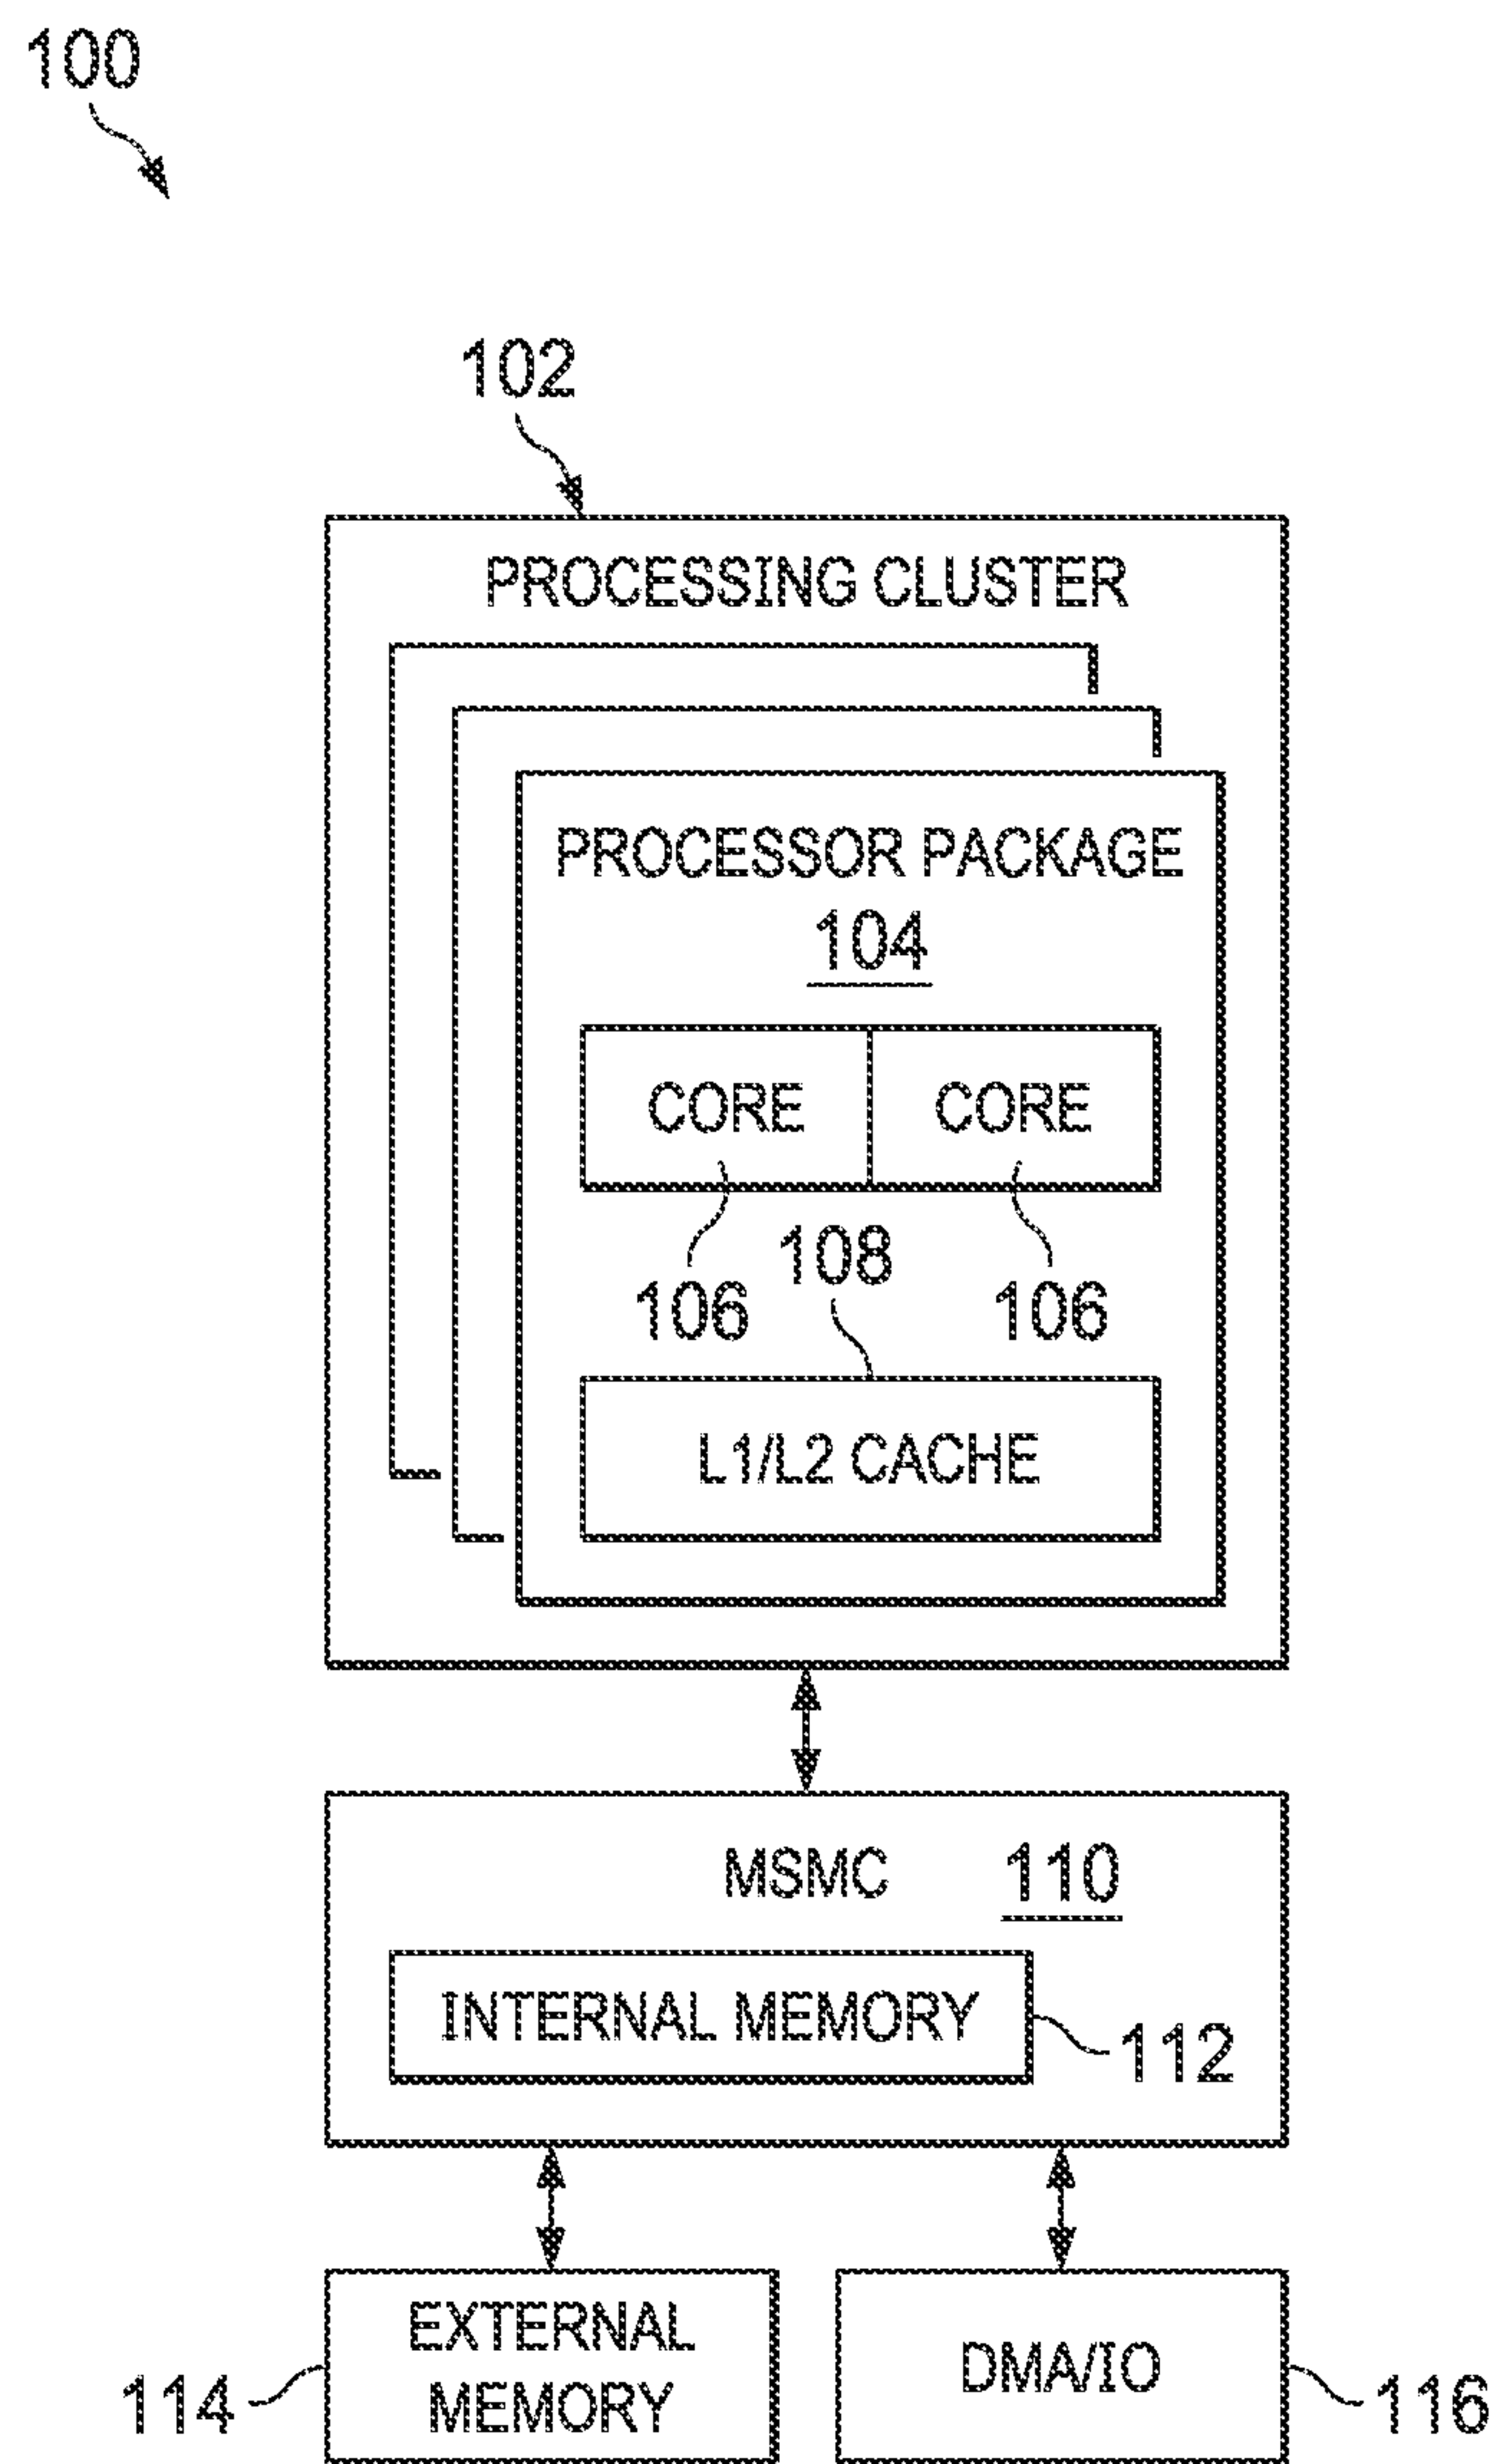 100
102
PROCESSING CLUSTER
PROCESSOR PACKAGE
104
CORE CORE
108
106 106
L1/L2 CACHE
MSMC 110
INTERNAL MEMORY
112
EXTERNAL
MEMORY
DMA/IO
114
116